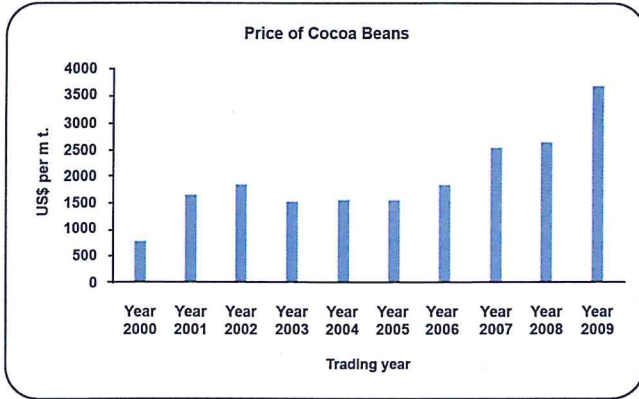 Price of Cocoa Beans
US$ per m t.
4000
3500
3000
2500
2000
1500
1000
500
0
Year Year Year Year Year Year Year Year Year Year
2000 2001 2002 2003 2004 2005 2006 2007 2008 2009
Trading year